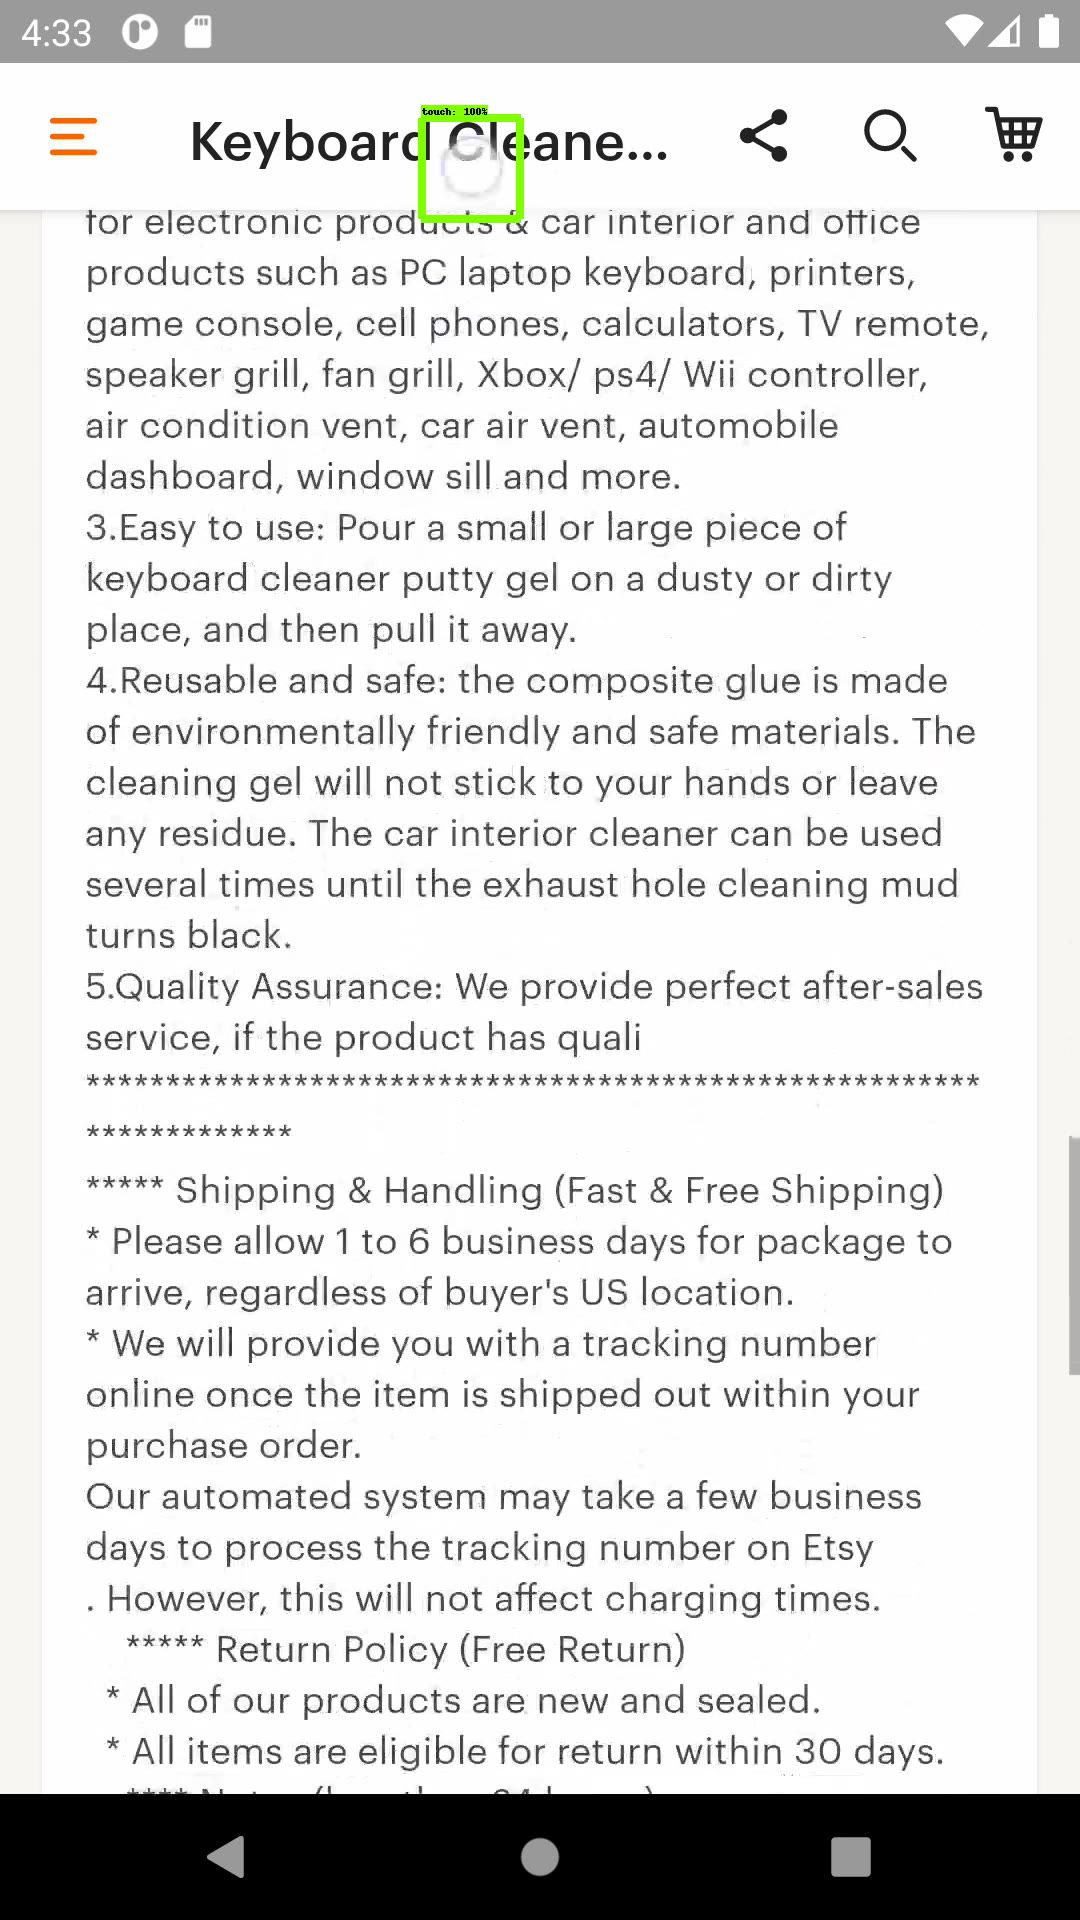 4:33
touch: 100%
Keyboard Cleane...
for electronic products & car interior and office
products such as PC laptop keyboard, printers,
game console, cell phones, calculators, TV remote,
speaker grill, fan grill, Xbox/ ps4/ Wii controller,
air condition vent, car air vent, automobile
dashboard, window sill and more.
3.Easy to use: Pour a small or large piece of
keyboard cleaner putty gel on a dusty or dirty
place, and then pull it away.
4.Reusable and safe: the composite glue is made
of environmentally friendly and safe materials. The
cleaning gel will not stick to your hands or leave
any residue. The car interior cleaner can be used
several times until the exhaust hole cleaning mud
turns black.
5.Quality Assurance: We provide perfect after-sales
service, if the product has quali
********************************************************
*************
***** Shipping & Handling (Fast & Free Shipping)
* Please allow 1 to 6 business days for package to
arrive, regardless of buyer's US location.
* We will provide you with a tracking number
online once the item is shipped out within your
purchase order.
Our automated system may take a few business
days to process the tracking number on Etsy
. However, this will not affect charging times.
***** Return Policy (Free Return)
* All of our products are new and sealed.
* All items are eligible for return within 30 days.